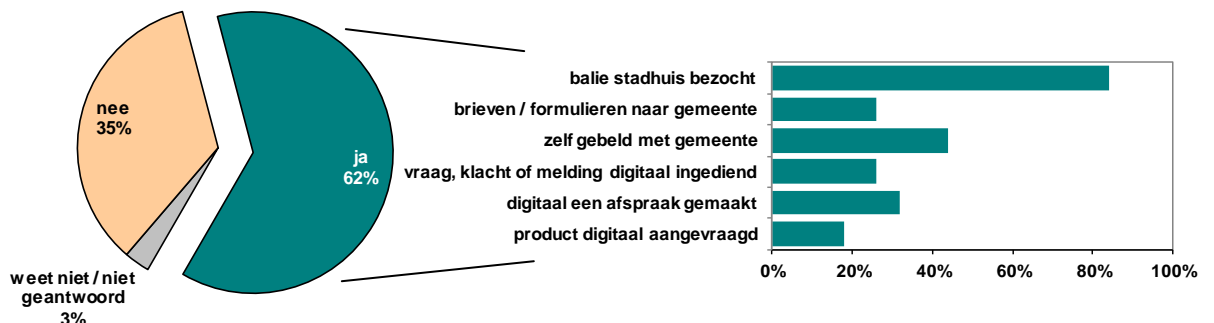 nee
35%
ja
62%
weet niet / niet
geantwoord
3%
balie stadhuis bezocht
brieven / formulieren naar gemeente
zelf gebeld met gemeente
vraag, klacht of melding digitaal ingediend
digitaal een afspraak gemaakt
product digitaal aangevraagd
0% 20% 40% 60% 80% 100%